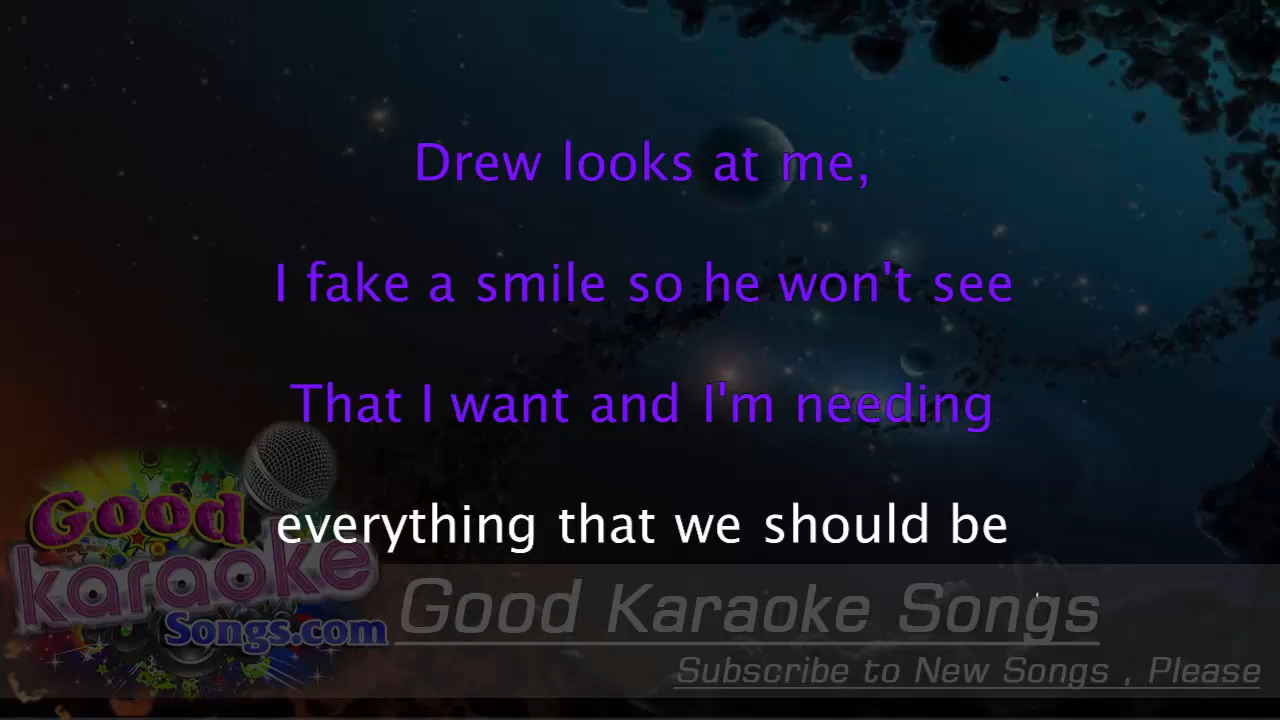 Drew looks at me,
I fake a smile so he won't see
That I want and I'm needing
everything that we should be
Good
karaoke
Songs.com
Good Karaoke Songs
Subscribe to New Songs , Please